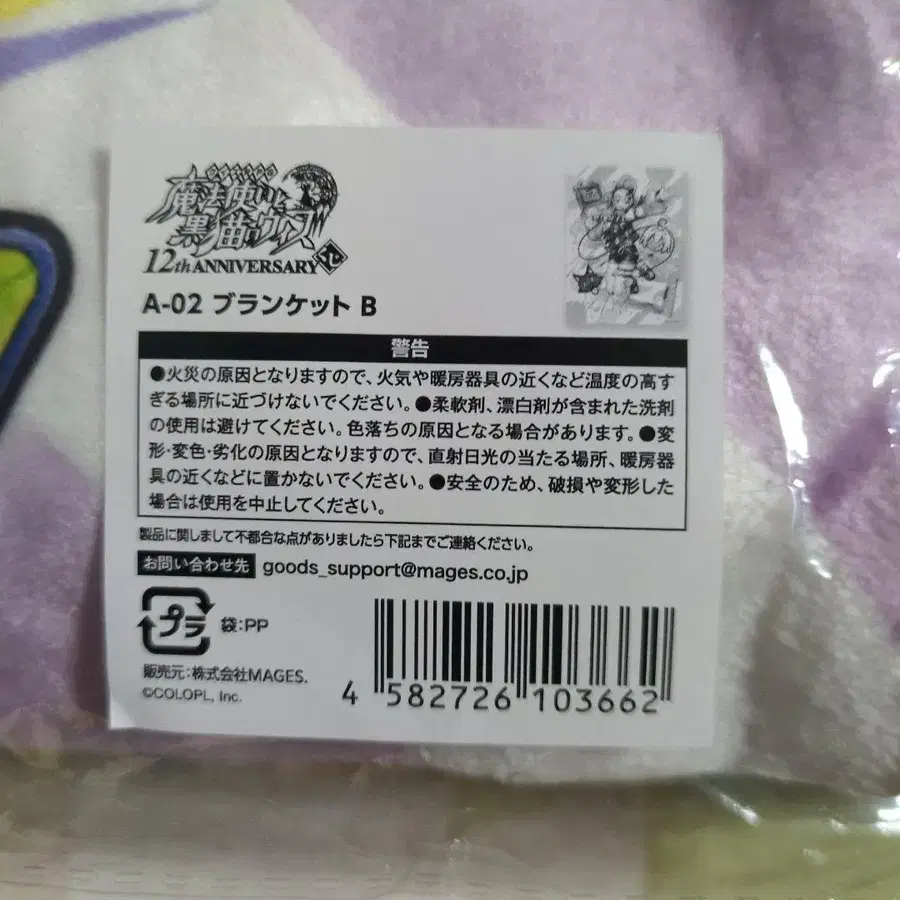 魔法使いと
黒猫のウィズ
12th ANNIVERSARY くじ
A-02 ブランケット B
警告
●火災の原因となりますので、火気や暖房器具の近くなど温度の高す
ぎる場所に近づけないでください。●柔軟剤、漂白剤が含まれた洗剤
の使用は避けてください。色落ちの原因となる場合があります。●変
形・変色・劣化の原因となりますので、直射日光の当たる場所、暖房器
具の近くなどに置かないでください。●安全のため、破損や変形した
場合は使用を中止してください。
製品に関しまして不都合な点がありましたら下記までご連絡ください。
お問い合わせ先 goods_support@mages.co.jp
プラ 袋:PP
販売元:株式会社MAGES.
©COLOPL, Inc.
4 582726 103662